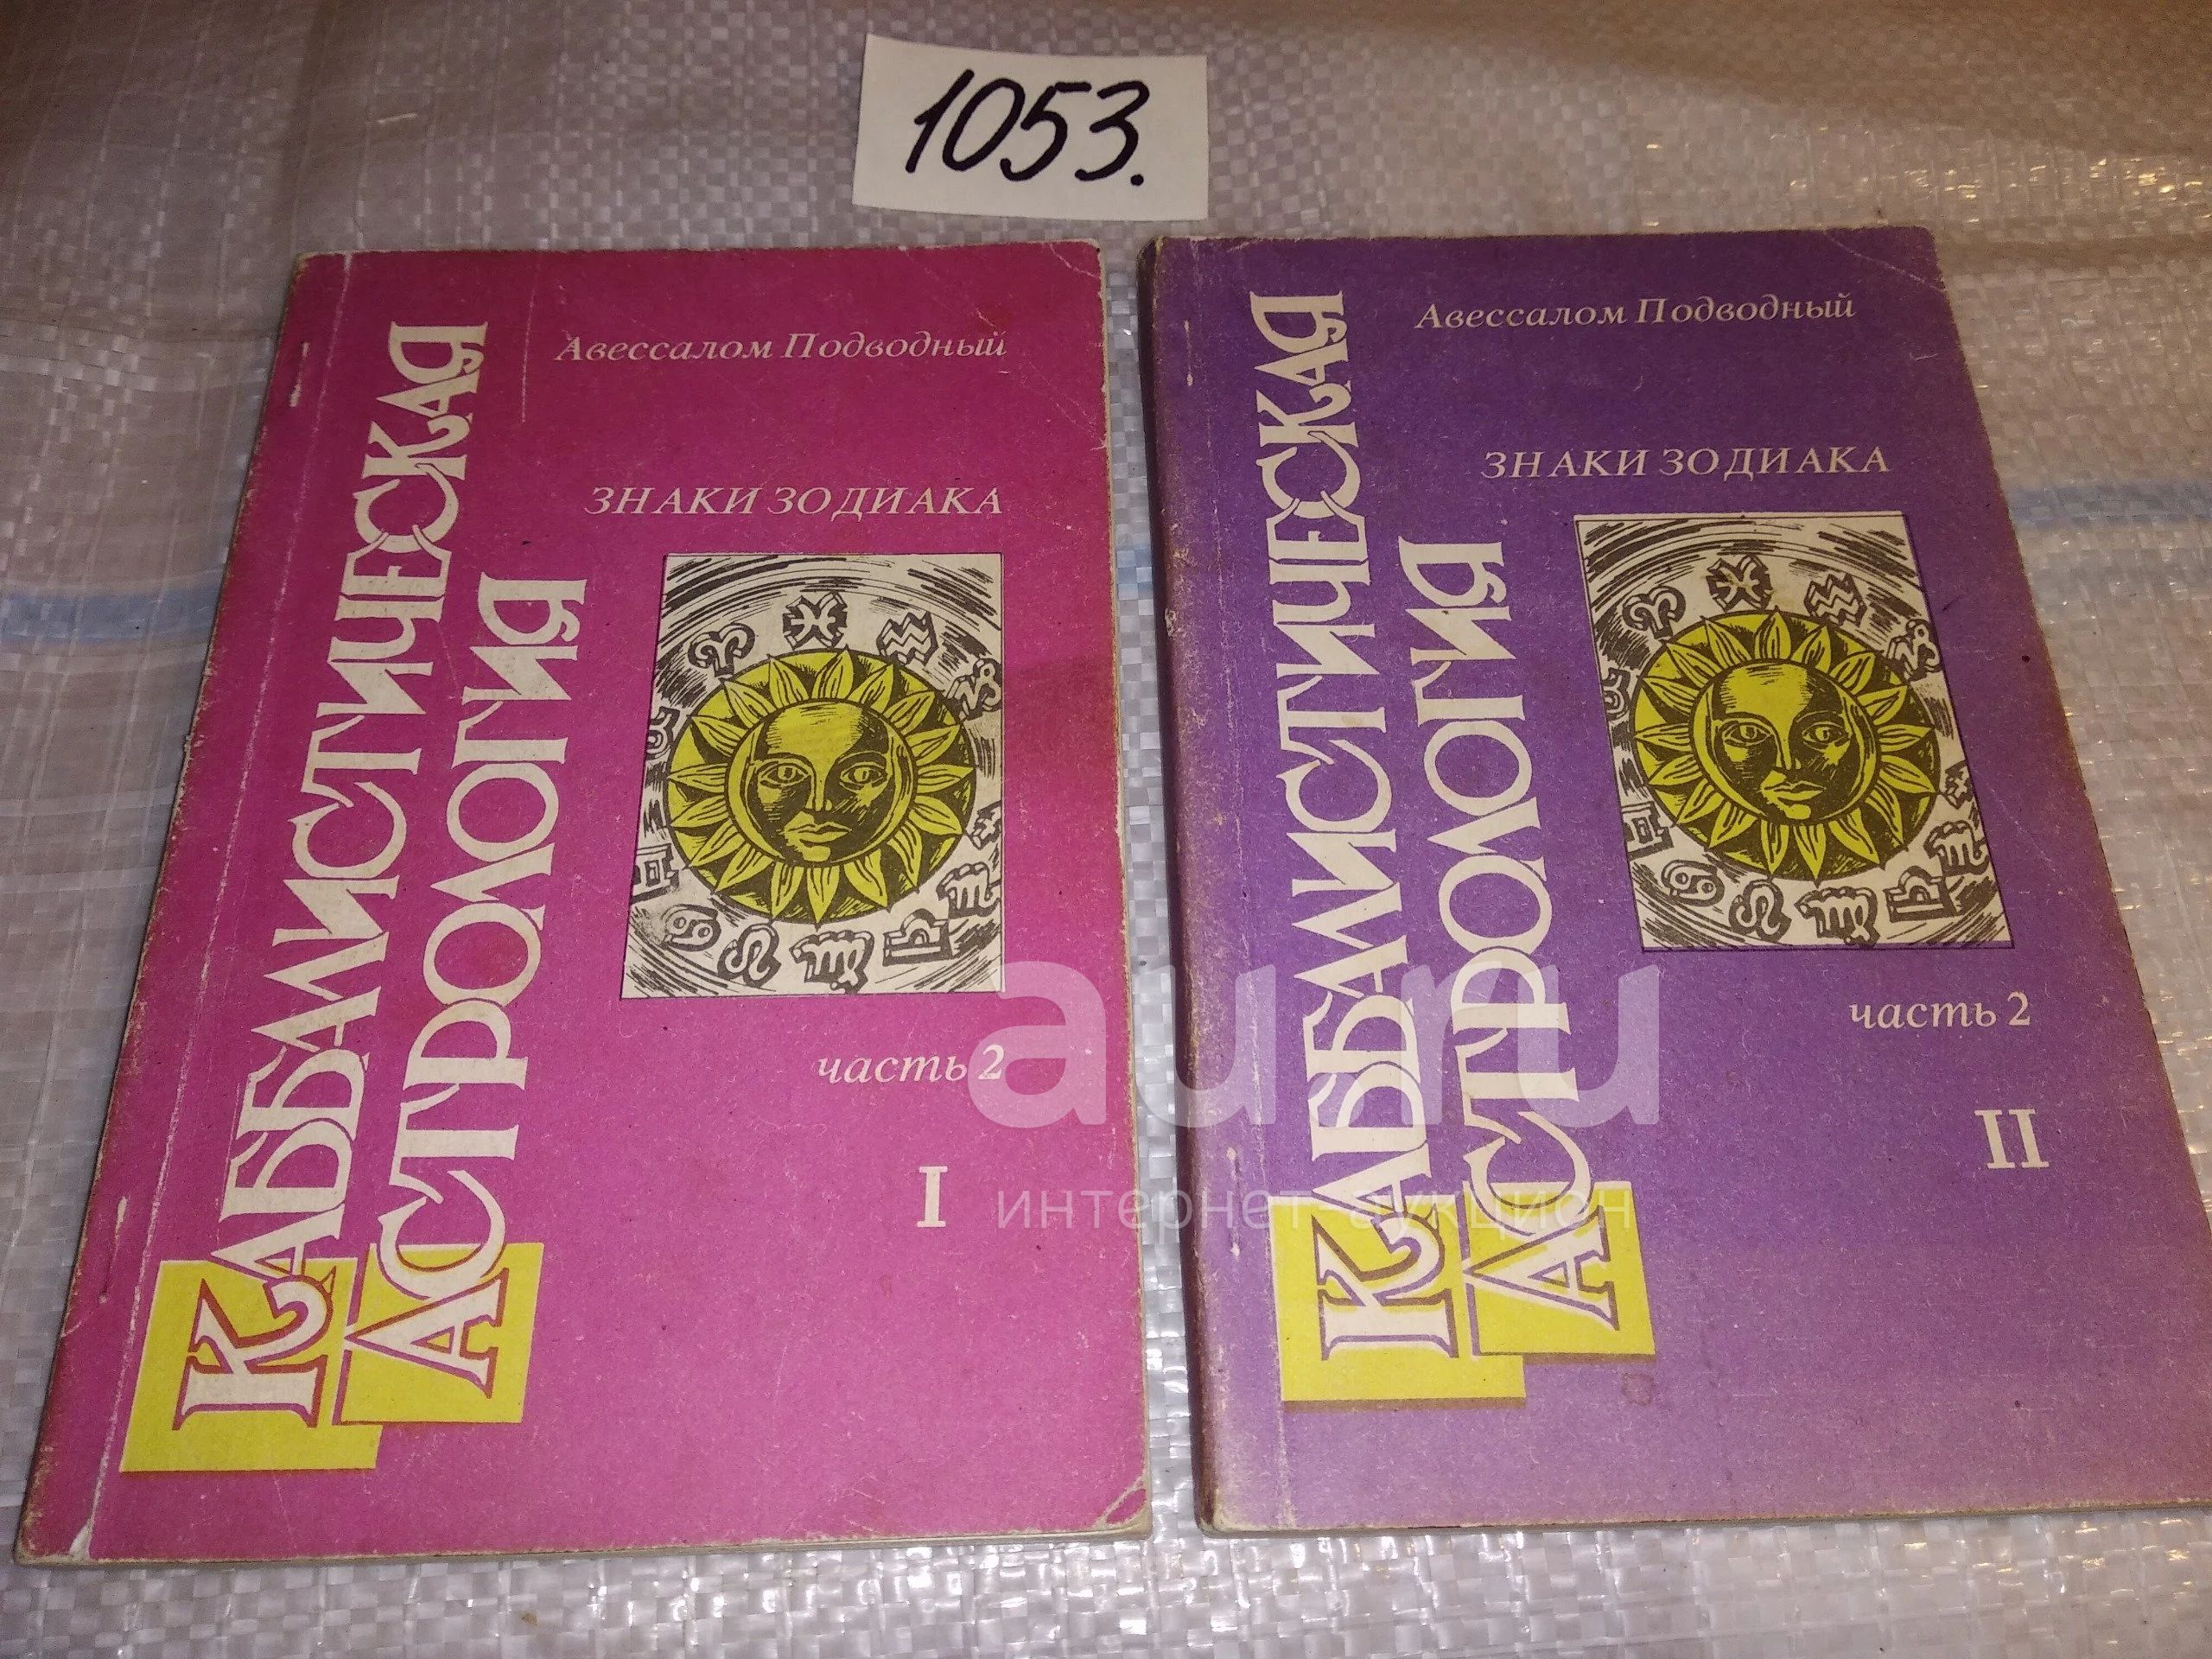 1053.
Авессалом Подводный
ЗНАКИ ЗОДИАКА
КАББАЛИСТИЧЕСКАЯ
АСТРОЛОГИЯ
часть 2
I
Авессалом Подводный
ЗНАКИ ЗОДИАКА
КАББАЛИСТИЧЕСКАЯ
АСТРОЛОГИЯ
часть 2
II
au.ru
интернет-аукцион